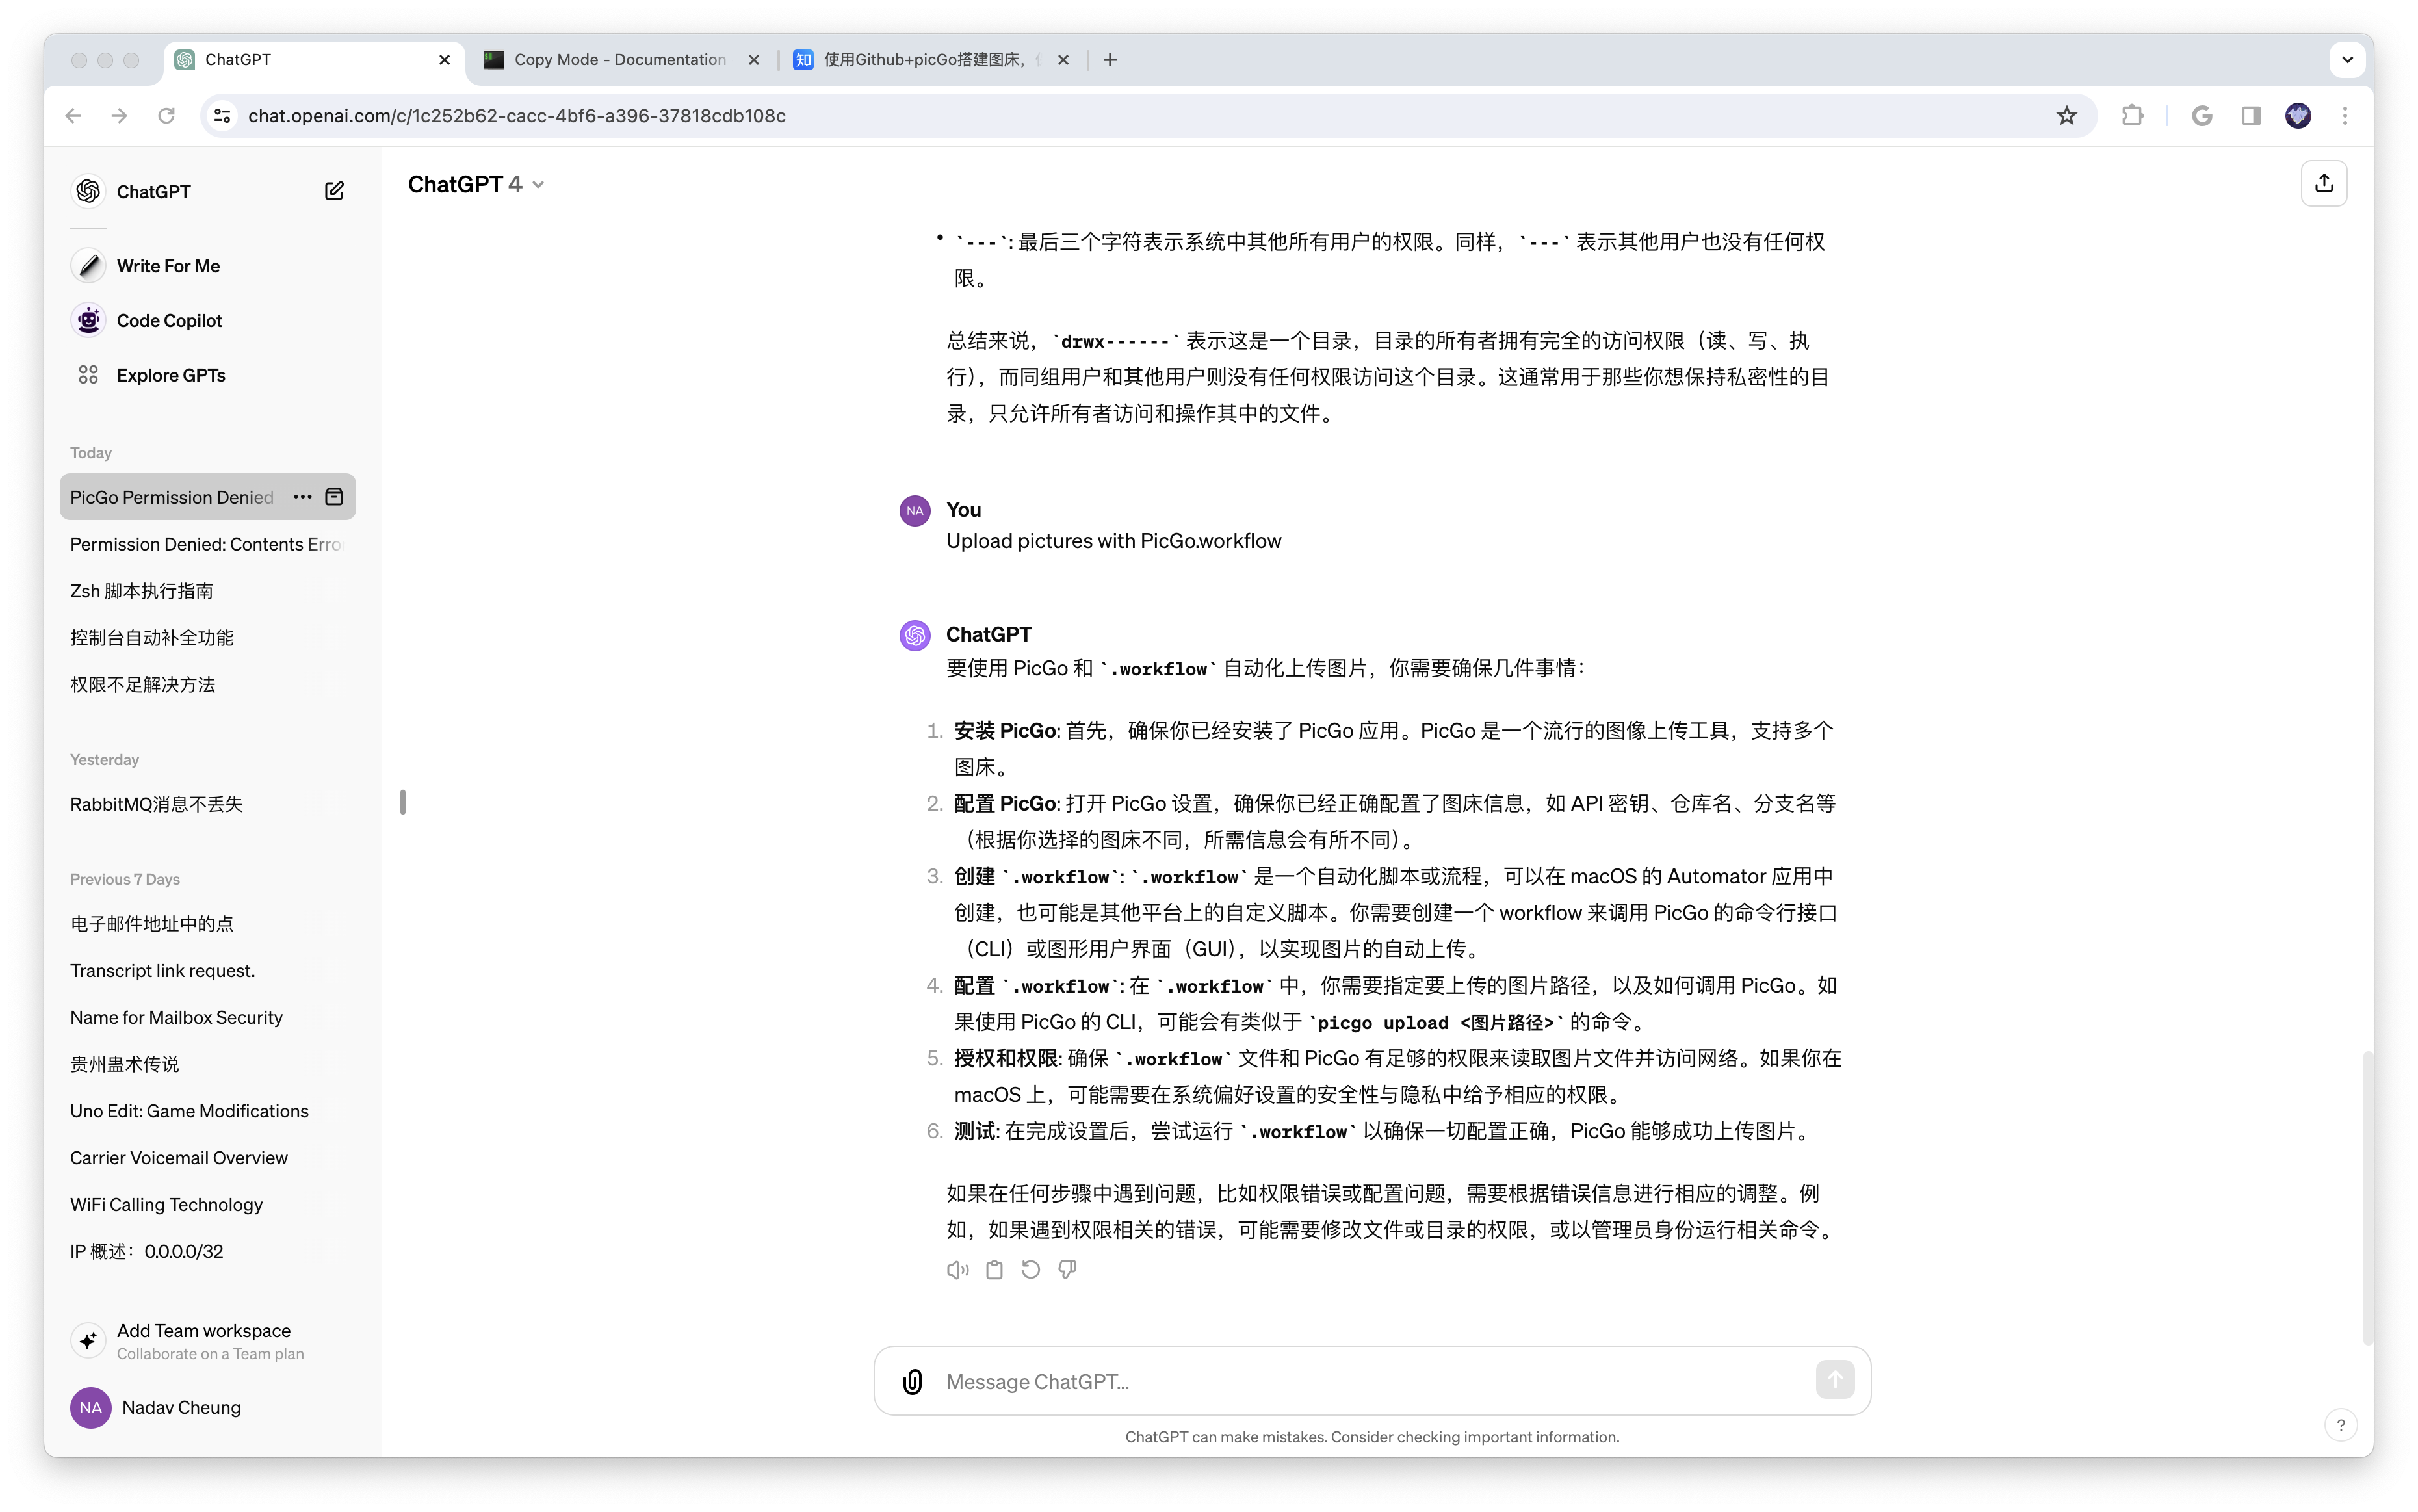 ChatGPT
Copy Mode - Documentation
使用Github+picGo搭建图床，
chat.openai.com/c/1c252b62-cacc-4bf6-a396-37818cdb108c
ChatGPT
Write For Me
Code Copilot
Explore GPTs
Today
PicGo Permission Denied
Permission Denied: Contents Erro
Zsh 脚本执行指南
控制台自动补全功能
权限不足解决方法
Yesterday
RabbitMQ消息不丢失
Previous 7 Days
电子邮件地址中的点
Transcript link request.
Name for Mailbox Security
贵州蛊术传说
Uno Edit: Game Modifications
Carrier Voicemail Overview
WiFi Calling Technology
IP 概述：0.0.0.0/32
Add Team workspace
Collaborate on a Team plan
NA Nadav Cheung
ChatGPT 4
• `---`: 最后三个字符表示系统中其他所有用户的权限。同样，`---` 表示其他用户也没有任何权
限。
总结来说，`drwx------` 表示这是一个目录，目录的所有者拥有完全的访问权限（读、写、执
行），而同组用户和其他用户则没有任何权限访问这个目录。这通常用于那些你想保持私密性的目
录，只允许所有者访问和操作其中的文件。
NA You
Upload pictures with PicGo.workflow
ChatGPT
要使用 PicGo 和 `.workflow` 自动化上传图片，你需要确保几件事情：
1. 安装 PicGo: 首先，确保你已经安装了 PicGo 应用。PicGo 是一个流行的图像上传工具，支持多个
图床。
2. 配置 PicGo: 打开 PicGo 设置，确保你已经正确配置了图床信息，如 API 密钥、仓库名、分支名等
（根据你选择的图床不同，所需信息会有所不同）。
3. 创建 `.workflow`: `.workflow` 是一个自动化脚本或流程，可以在 macOS 的 Automator 应用中
创建，也可能是其他平台上的自定义脚本。你需要创建一个 workflow 来调用 PicGo 的命令行接口
（CLI）或图形用户界面（GUI），以实现图片的自动上传。
4. 配置 `.workflow`: 在 `.workflow` 中，你需要指定要上传的图片路径，以及如何调用 PicGo。如
果使用 PicGo 的 CLI，可能会有类似于 `picgo upload <图片路径>` 的命令。
5. 授权和权限: 确保 `.workflow` 文件和 PicGo 有足够的权限来读取图片文件并访问网络。如果你在
macOS 上，可能需要在系统偏好设置的安全性与隐私中给予相应的权限。
6. 测试: 在完成设置后，尝试运行 `.workflow` 以确保一切配置正确，PicGo 能够成功上传图片。
如果在任何步骤中遇到问题，比如权限错误或配置问题，需要根据错误信息进行相应的调整。例
如，如果遇到权限相关的错误，可能需要修改文件或目录的权限，或以管理员身份运行相关命令。
Message ChatGPT...
ChatGPT can make mistakes. Consider checking important information.
?